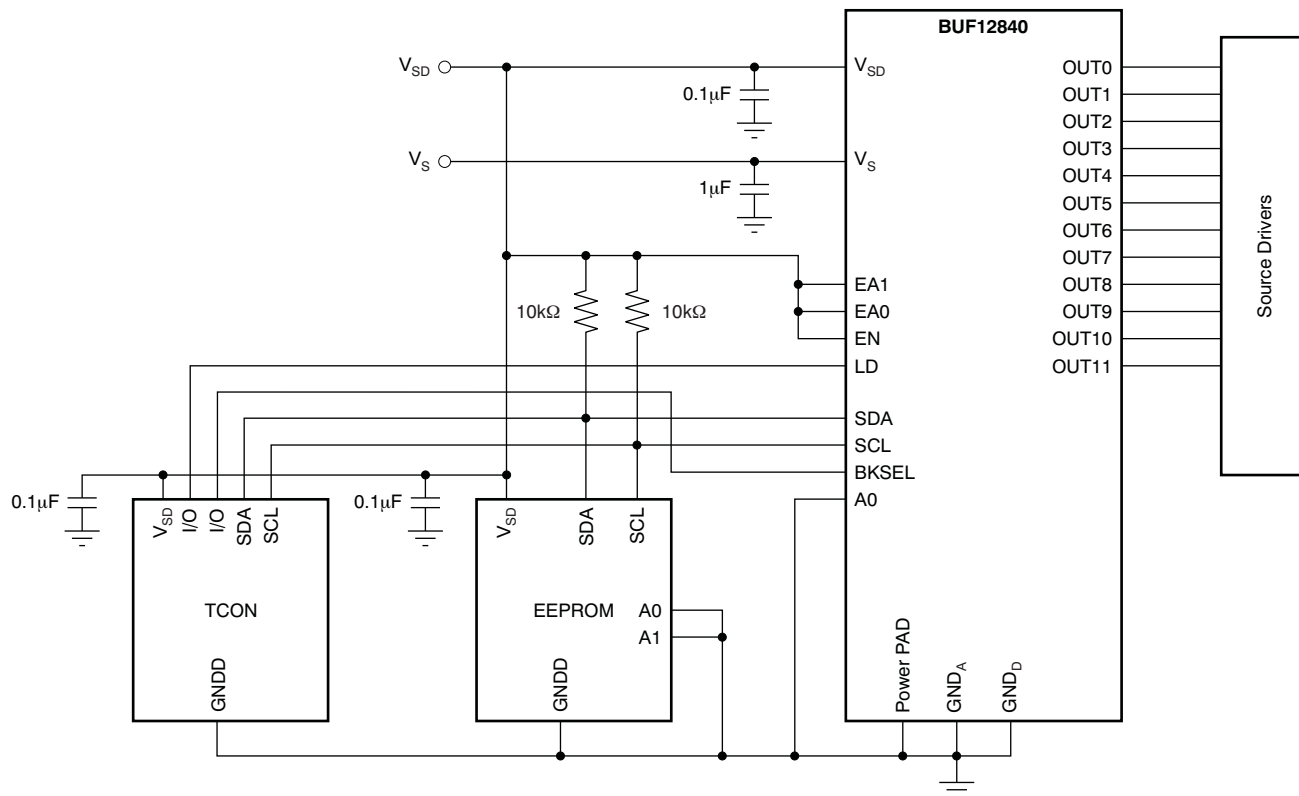 BUF12840
V_SD
V_SD
OUT0
0.1μF
OUT1
OUT2
OUT3
V_S
V_S
OUT4
1μF
OUT5
OUT6
OUT7
EA1
OUT8
10kΩ
10kΩ
EA0
OUT9
EN
OUT10
LD
OUT11
Source Drivers
SDA
SCL
BKSEL
A0
0.1μF
0.1μF
V_SD
I/O
I/O
SDA
SCL
V_SD
SDA
SCL
TCON
EEPROM
A0
A1
GNDD
GNDD
Power PAD
GND_A
GND_D